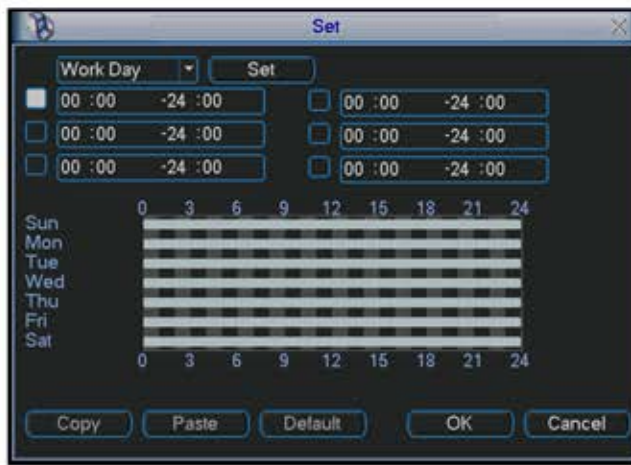 Set
Work Day Set
00 :00 -24 :00 00 :00 -24 :00
00 :00 -24 :00 00 :00 -24 :00
00 :00 -24 :00 00 :00 -24 :00
0 3 6 9 12 15 18 21 24
Sun
Mon
Tue
Wed
Thu
Fri
Sat
0 3 6 9 12 15 18 21 24
Copy Paste Default OK Cancel